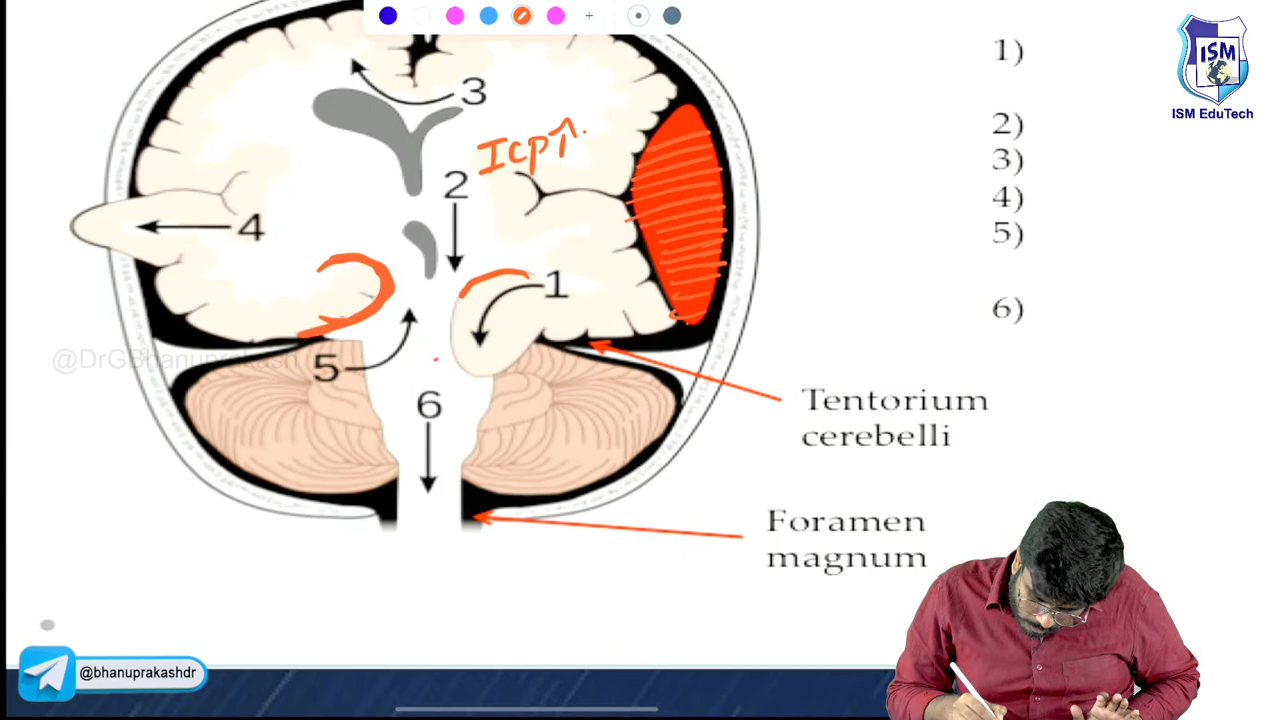 ISM
ISM EduTech
1)
2)
3)
4)
5)
6)
3
Icp↑
2
4
1
@DrGBhanuprakash
5
6
Tentorium
cerebelli
Foramen
magnum
@bhanuprakashdr